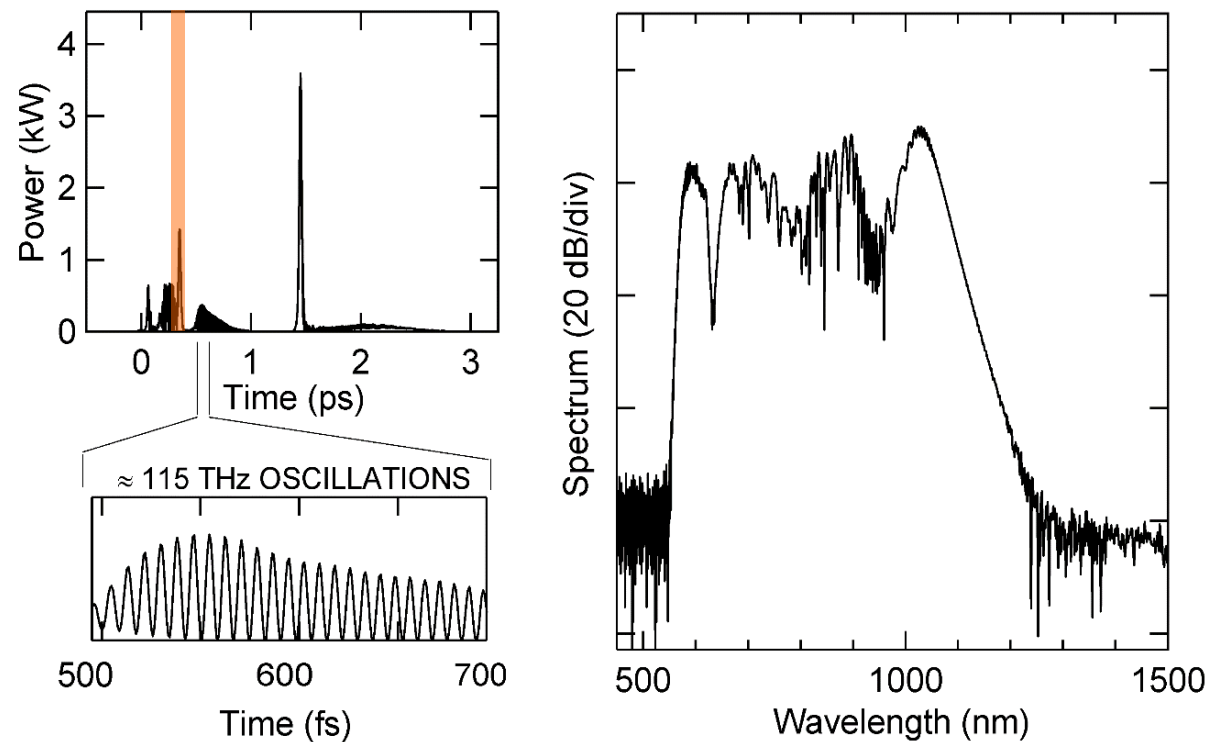 4
3
2
1
0
Power (kW)
0 1 2 3
Time (ps)
≈ 115 THz OSCILLATIONS
500 600 700
Time (fs)
Spectrum (20 dB/div)
500 1000 1500
Wavelength (nm)